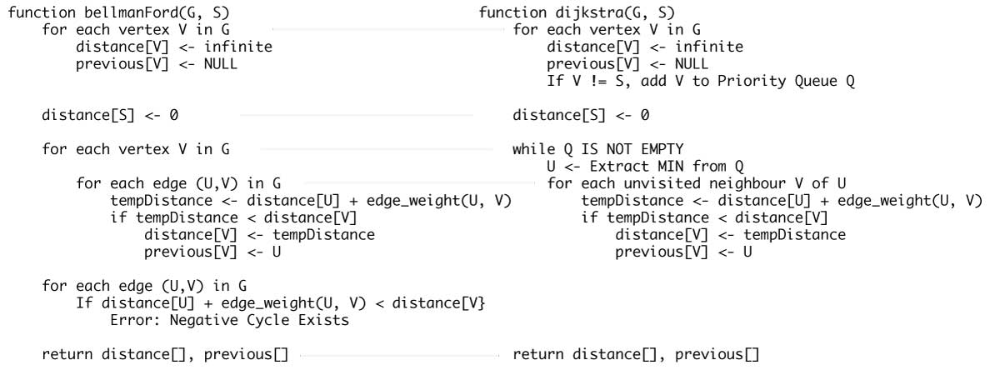 function bellmanFord(G, S)
    for each vertex V in G
        distance[V] <- infinite
        previous[V] <- NULL

    distance[S] <- 0

    for each vertex V in G

        for each edge (U,V) in G
            tempDistance <- distance[U] + edge_weight(U, V)
            if tempDistance < distance[V]
                distance[V] <- tempDistance
                previous[V] <- U

    for each edge (U,V) in G
        If distance[U] + edge_weight(U, V) < distance[V}
            Error: Negative Cycle Exists

    return distance[], previous[]

function dijkstra(G, S)
    for each vertex V in G
        distance[V] <- infinite
        previous[V] <- NULL
        If V != S, add V to Priority Queue Q

    distance[S] <- 0

    while Q IS NOT EMPTY
        U <- Extract MIN from Q
        for each unvisited neighbour V of U
            tempDistance <- distance[U] + edge_weight(U, V)
            if tempDistance < distance[V]
                distance[V] <- tempDistance
                previous[V] <- U

    return distance[], previous[]